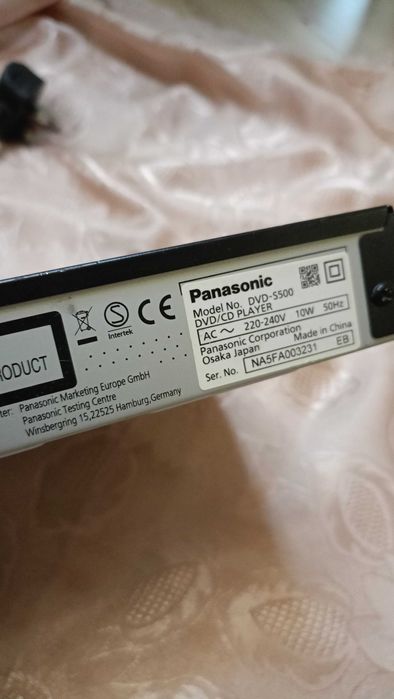 Panasonic
Model No. DVD-S500
DVD/CD PLAYER
AC ～ 220-240V 10W 50Hz
Panasonic Corporation
Osaka Japan Made in China
Ser. No. NA5FA003231 EB
S
Intertek
CE
RODUCT
ter: Panasonic Marketing Europe GmbH
Panasonic Testing Centre
Winsbergring 15,22525 Hamburg,Germany